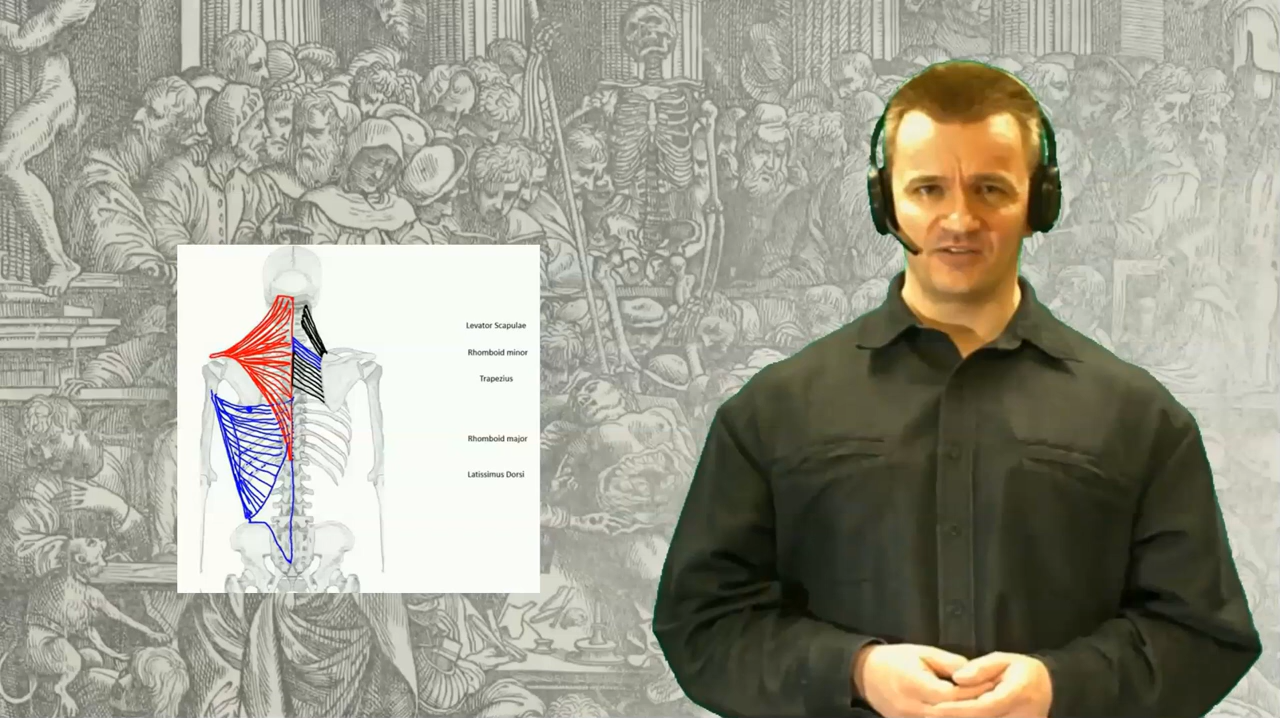 Levator Scapulae
Rhomboid minor
Trapezius
Rhomboid major
Latissimus Dorsi